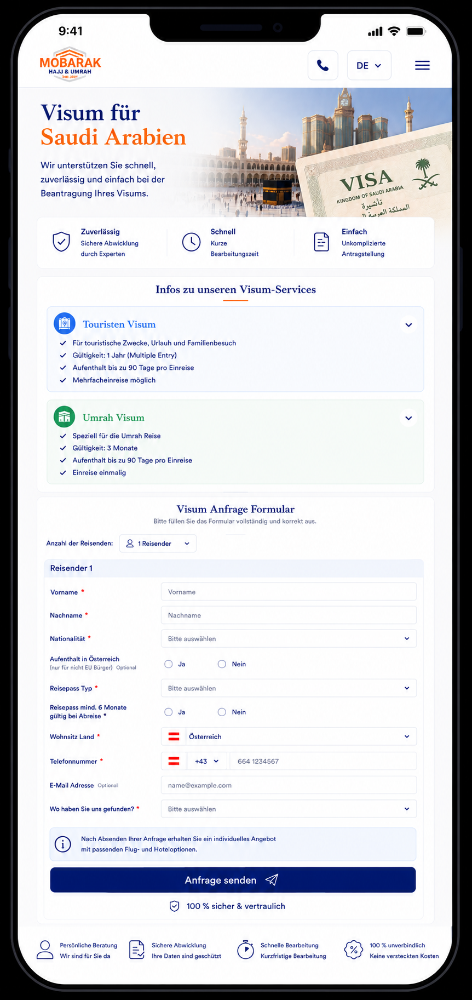 9:41
MOBARAK
HAJJ & UMRAH
DE
Visum für
Saudi Arabien
Wir unterstützen Sie schnell,
zuverlässig und einfach bei der
Beantragung Ihres Visums.
VISA
KINGDOM OF SAUDI ARABIA
تأشيرة
المملكة العربية
Zuverlässig
Sichere Abwicklung
durch Experten
Schnell
Kurze
Bearbeitungszeit
Einfach
Unkomplizierte
Antragstellung
Infos zu unseren Visum-Services
Touristen Visum
Für touristische Zwecke, Urlauh und Familienbesuch
Gültigkeit: 1 Jahr (Multiple Entry)
Aufenthalt bis zu 90 Tage pro Einreise
Mehrfacheinreise möglich
Umrah Visum
Speziell für die Umrah Reise
Gültigkeit: 3 Monate
Aufenthalt bis zu 90 Tage pro Einreise
Einreise einmalig
Visum Anfrage Formular
Bitte füllen Sie das Formular vollständig und korrekt aus.
Anzahl der Reisenden: 1 Reisender
Reisender 1
Vorname * Vorname
Nachname * Nachname
Nationalität * Bitte auswählen
Aufenthalt in Österreich
(nur für nicht EU Bürger) Optional
Ja Nein
Reisepass Typ * Bitte auswählen
Reisepass mind. 6 Monate
gültig bei Abreise *
Ja Nein
Wohnsitz Land * Österreich
Telefonnummer * +43 664 1234567
E-Mail Adresse Optional name@example.com
Wo haben Sie uns gefunden? * Bitte auswählen
Nach Absenden Ihrer Anfrage erhalten Sie ein individuelles Angebot
mit passenden Flug- und Hoteloptionen.
Anfrage senden
100 % sicher & vertraulich
Persönliche Beratung
Wir sind für Sie da
Sichere Abwicklung
Ihre Daten sind geschützt
Schnelle Bearbeitung
Kurzfristige Bearbeitung
100 % unverbindlich
Keine versteckten Kosten